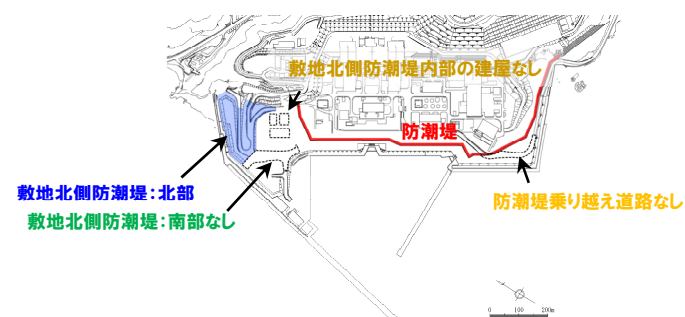 敷地北側防潮堤内部の建屋なし
防潮堤
敷地北側防潮堤：北部
防潮堤乗り越え道路なし
敷地北側防潮堤：南部なし
0 100 200m